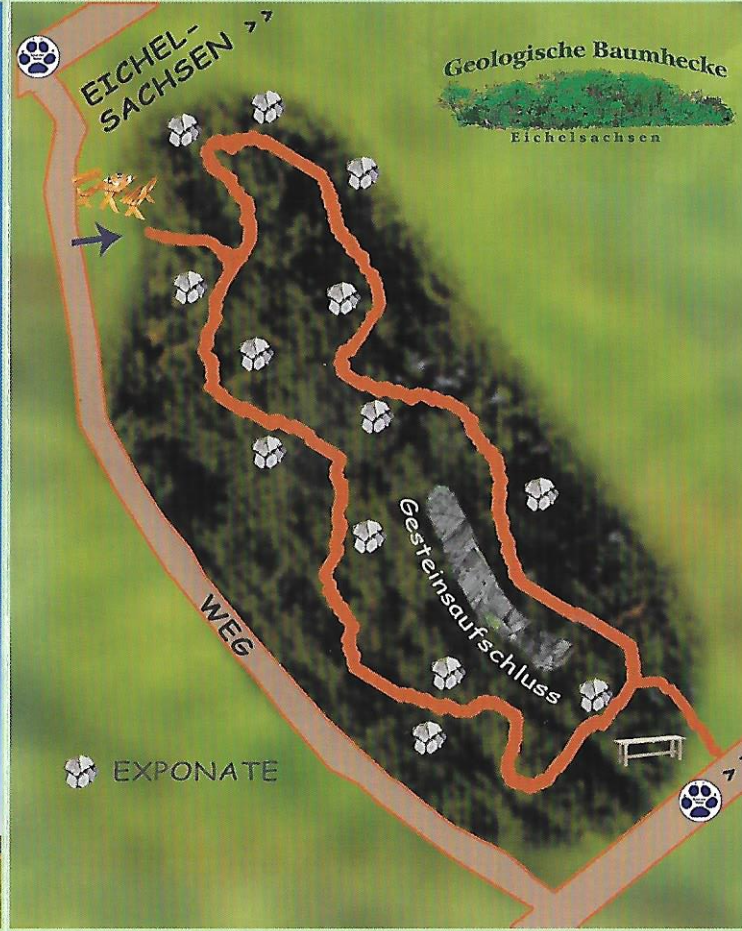 EICHEL-
SACHSEN >>
Geologische Baumhecke
Eichelsachsen
Gesteinsaufschluss
WEG
EXPONATE
>>